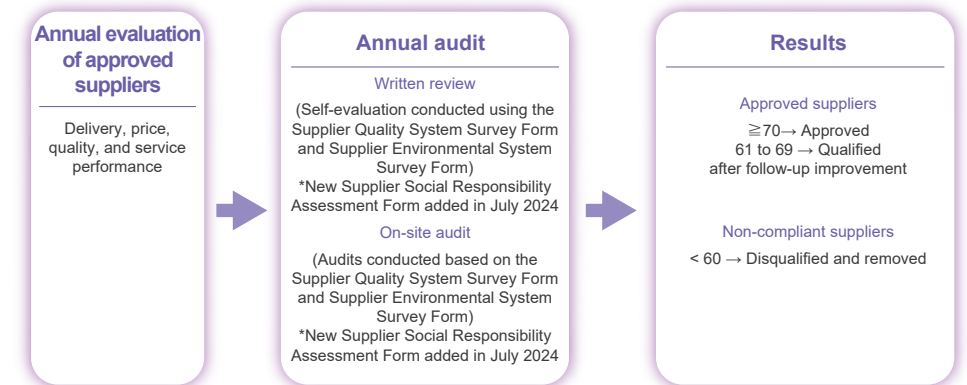 Annual evaluation
of approved
suppliers
Delivery, price,
quality, and service
performance
Annual audit
Written review
(Self-evaluation conducted using the
Supplier Quality System Survey Form
and Supplier Environmental System
Survey Form)
*New Supplier Social Responsibility
Assessment Form added in July 2024
On-site audit
(Audits conducted based on the
Supplier Quality System Survey Form
and Supplier Environmental System
Survey Form)
*New Supplier Social Responsibility
Assessment Form added in July 2024
Results
Approved suppliers
≧70→ Approved
61 to 69 → Qualified
after follow-up improvement
Non-compliant suppliers
< 60 → Disqualified and removed